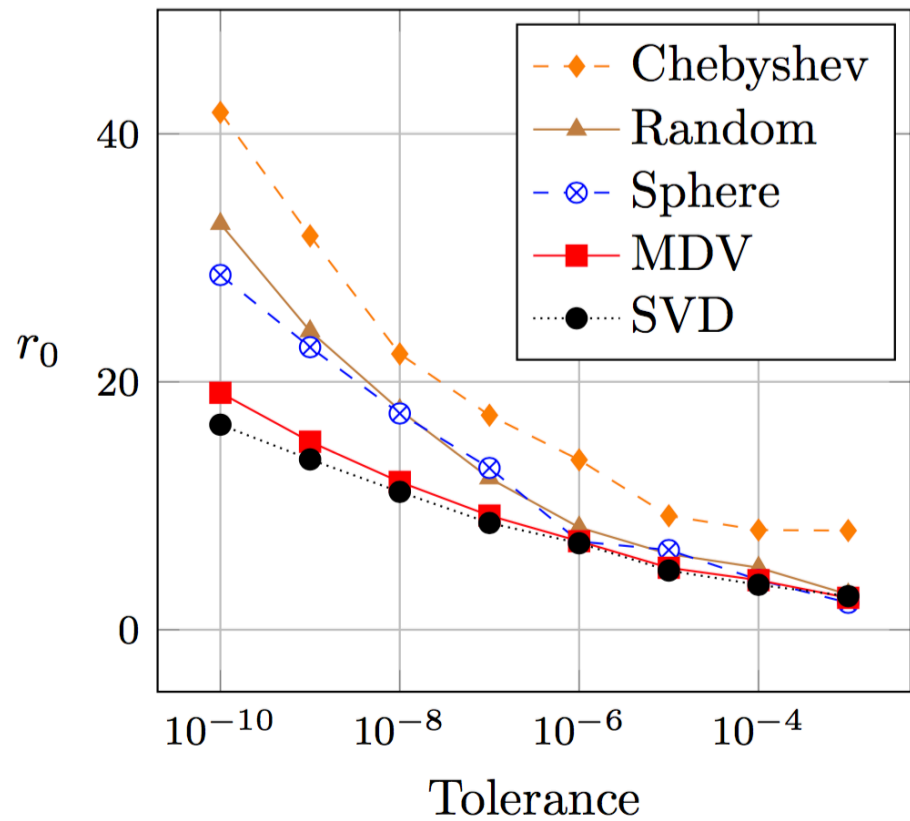 Chebyshev
Random
Sphere
MDV
SVD
40
20
0
r₀
10⁻¹⁰
10⁻⁸
10⁻⁶
10⁻⁴
Tolerance